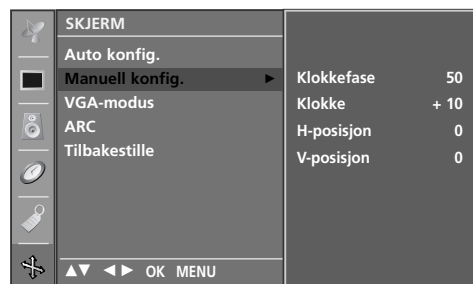 SKJERM
Auto konfig.
Manuell konfig. ►
VGA-modus
ARC
Tilbakestille
Klokkefase 50
Klokke + 10
H-posisjon 0
V-posisjon 0
▲▼ ◄► OK MENU